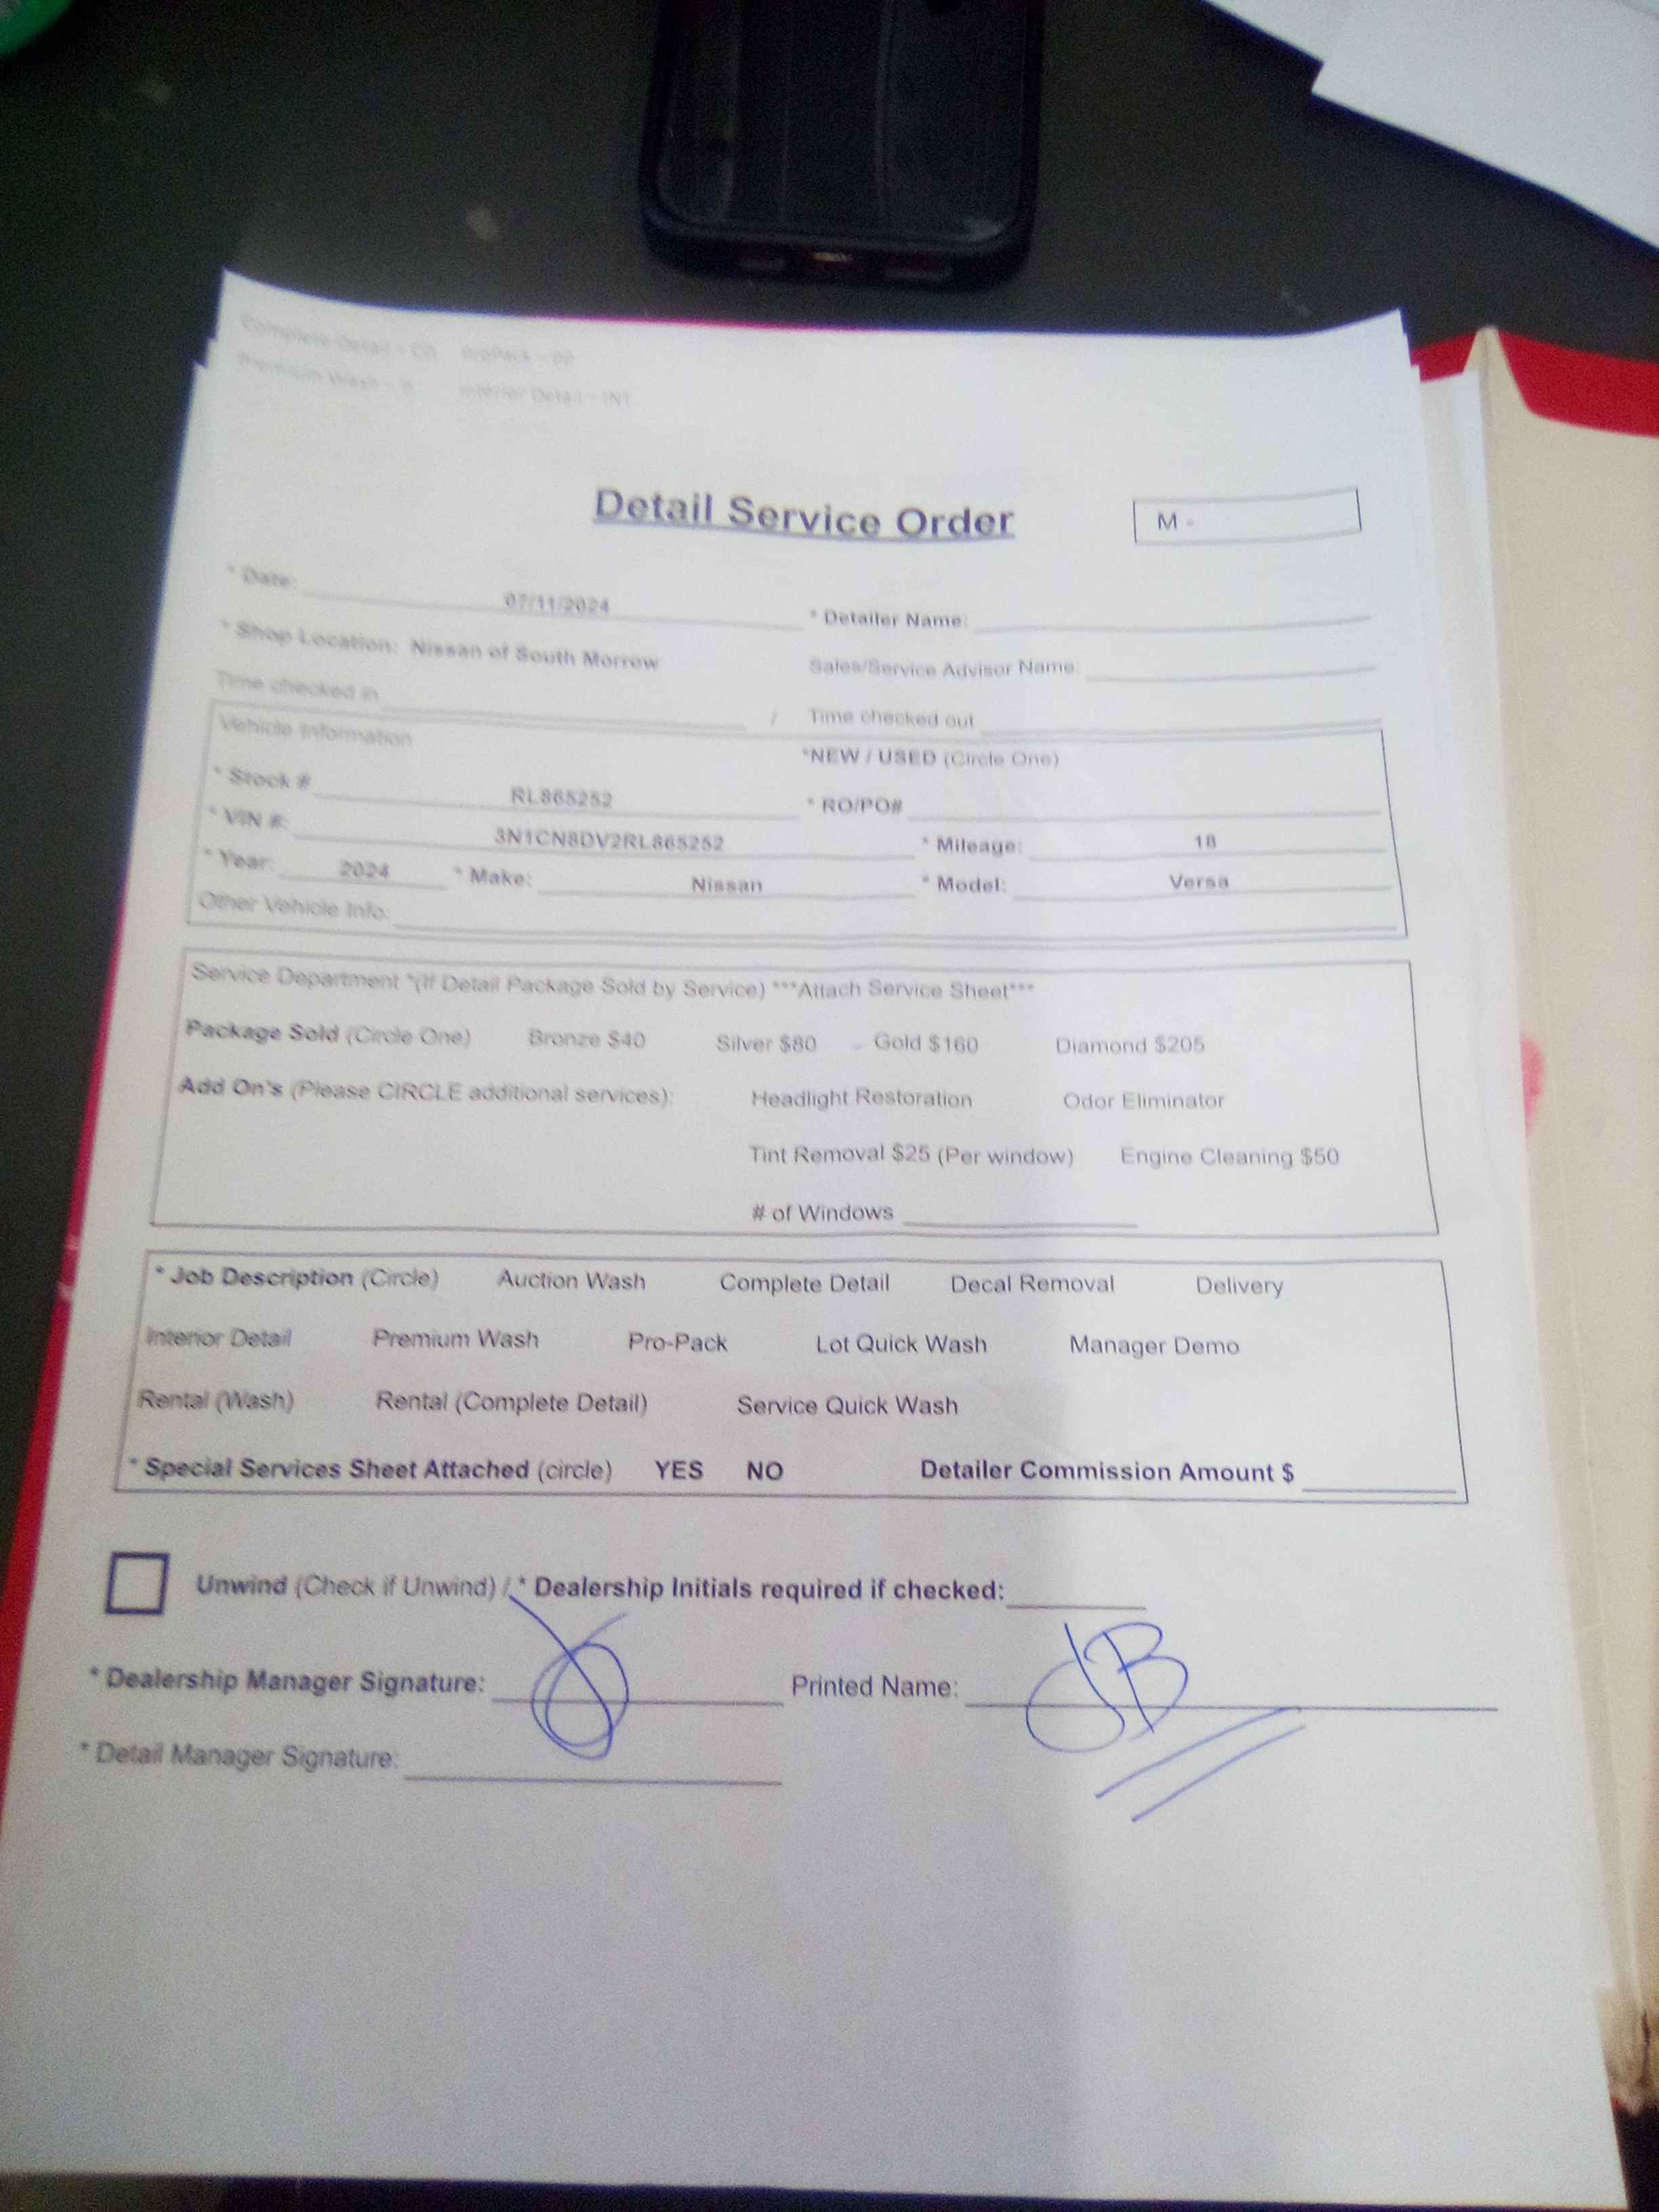 Complete Detail - CD ProPack - PP
Premium Wash - P Interior Detail - INT
Detail Service Order
M -
* Date: 07/11/2024 * Detailer Name:
* Shop Location: Nissan of South Morrow Sales/Service Advisor Name:
Time checked in / Time checked out
Vehicle Information *NEW / USED (Circle One)
* Stock # RL865252 * RO/PO#
* VIN #: 3N1CN8DV2RL865252 * Mileage: 18
* Year: 2024 * Make: Nissan * Model: Versa
Other Vehicle Info:
Service Department *(If Detail Package Sold by Service) ***Attach Service Sheet***
Package Sold (Circle One) Bronze $40 Silver $80 - Gold $160 Diamond $205
Add On's (Please CIRCLE additional services): Headlight Restoration Odor Eliminator
Tint Removal $25 (Per window) Engine Cleaning $50
# of Windows
* Job Description (Circle) Auction Wash Complete Detail Decal Removal Delivery
Interior Detail Premium Wash Pro-Pack Lot Quick Wash Manager Demo
Rental (Wash) Rental (Complete Detail) Service Quick Wash
* Special Services Sheet Attached (circle) YES NO Detailer Commission Amount $
Unwind (Check if Unwind) / * Dealership Initials required if checked:
* Dealership Manager Signature: Printed Name: JB
* Detail Manager Signature: